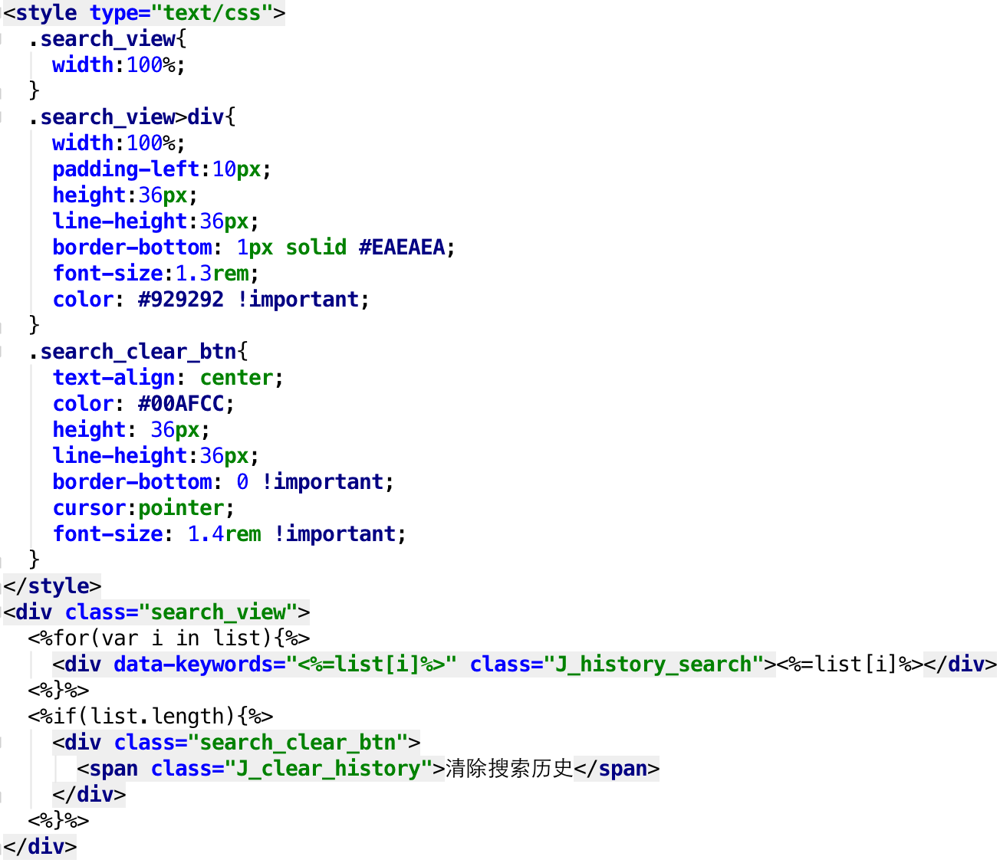 <style type="text/css">
  .search_view{
    width:100%;
  }
  .search_view>div{
    width:100%;
    padding-left:10px;
    height:36px;
    line-height:36px;
    border-bottom: 1px solid #EAEAEA;
    font-size:1.3rem;
    color: #929292 !important;
  }
  .search_clear_btn{
    text-align: center;
    color: #00AFCC;
    height: 36px;
    line-height:36px;
    border-bottom: 0 !important;
    cursor:pointer;
    font-size: 1.4rem !important;
  }
</style>
<div class="search_view">
  <%for(var i in list){%>
    <div data-keywords="<%=list[i]%>" class="J_history_search"><%=list[i]%></div>
  <%}%>
  <%if(list.length){%>
    <div class="search_clear_btn">
      <span class="J_clear_history">清除搜索历史</span>
    </div>
  <%}%>
</div>